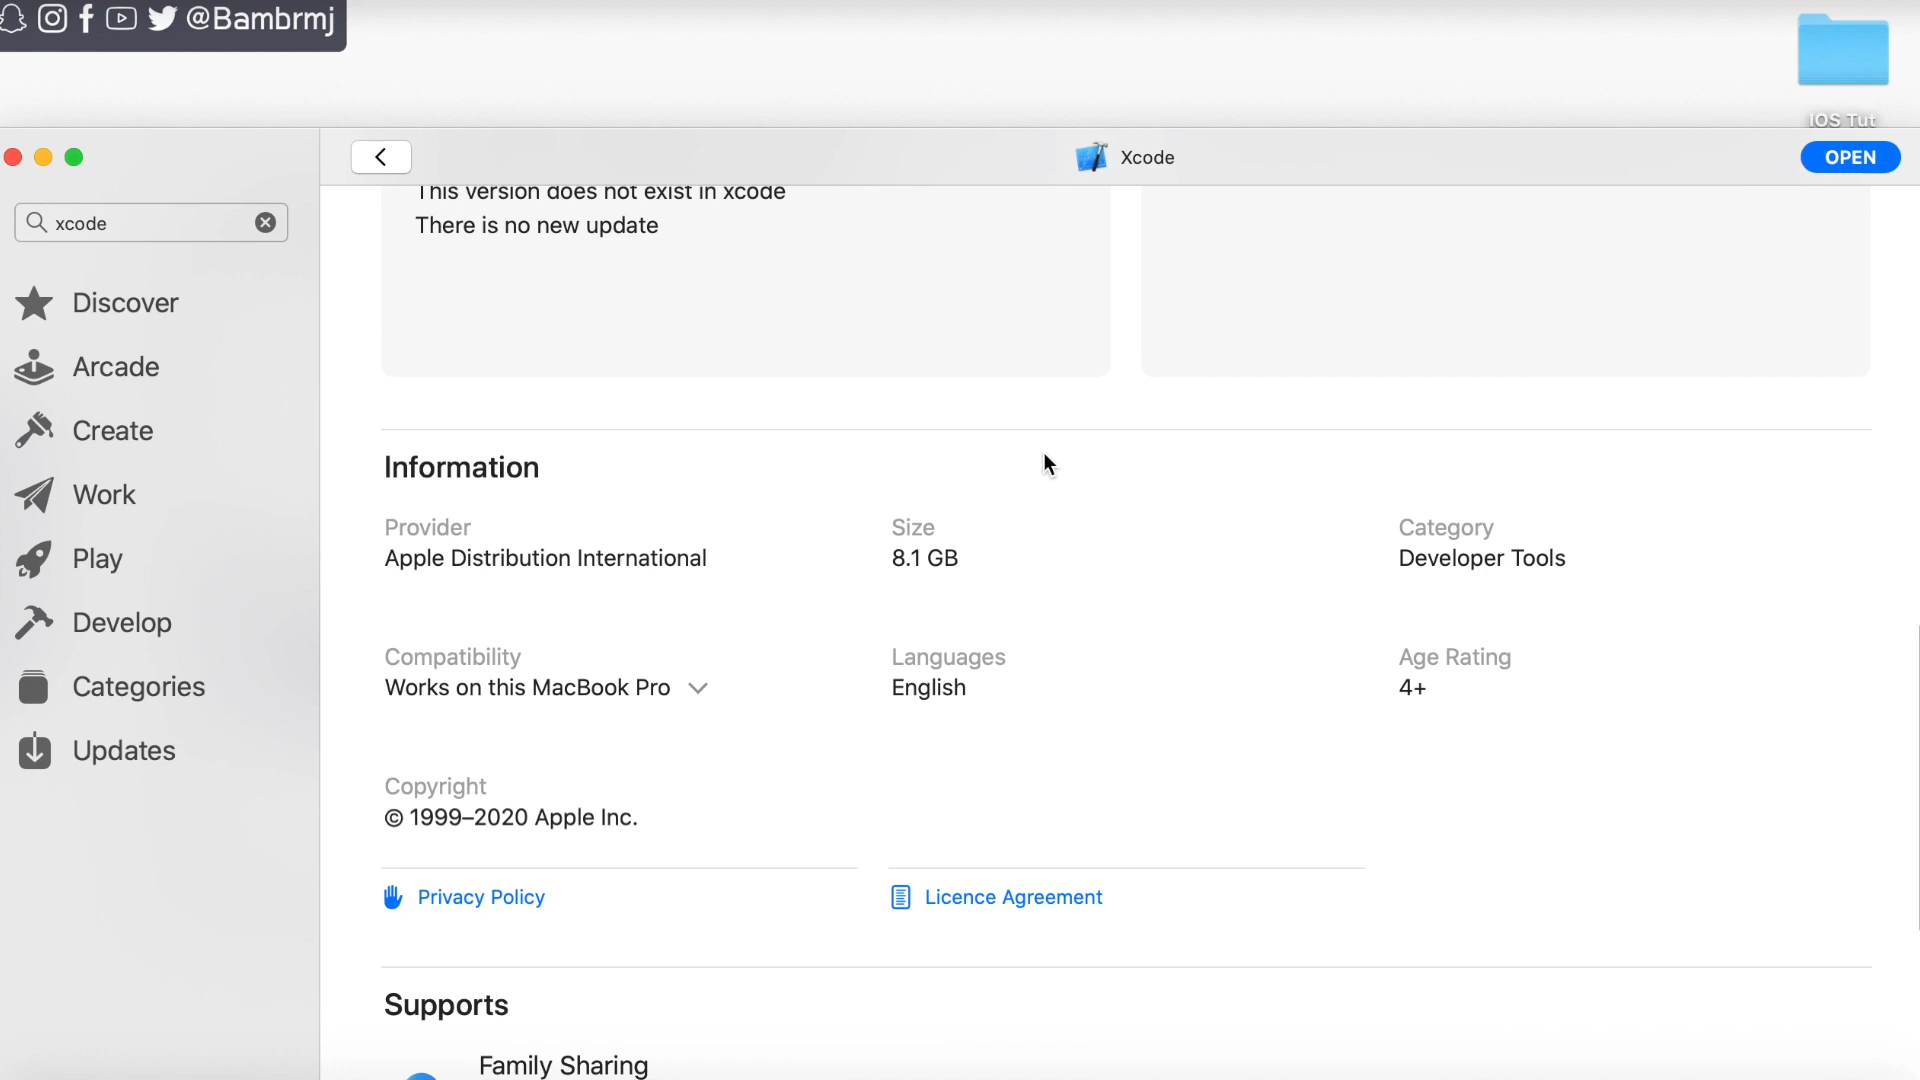 @Bambrmj
IOS Tut
Xcode
OPEN
xcode
Discover
Arcade
Create
Work
Play
Develop
Categories
Updates
This version does not exist in xcode
There is no new update
Information
Provider
Apple Distribution International
Size
8.1 GB
Category
Developer Tools
Compatibility
Works on this MacBook Pro
Languages
English
Age Rating
4+
Copyright
© 1999–2020 Apple Inc.
Privacy Policy
Licence Agreement
Supports
Family Sharing